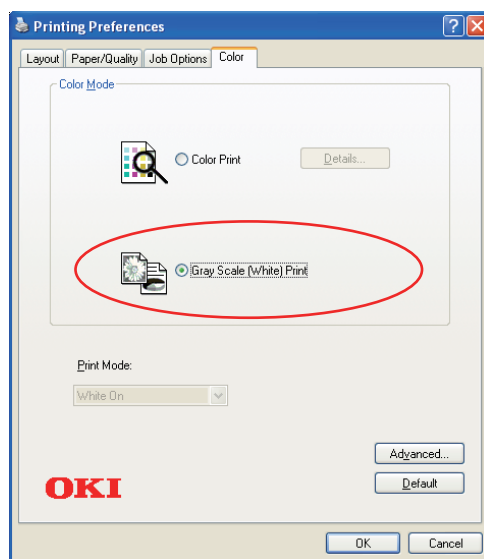 Printing Preferences
Layout Paper/Quality Job Options Color
Color Mode
Color Print Details...
Gray Scale (White) Print
Print Mode:
White On
Advanced...
OKI Default
OK Cancel